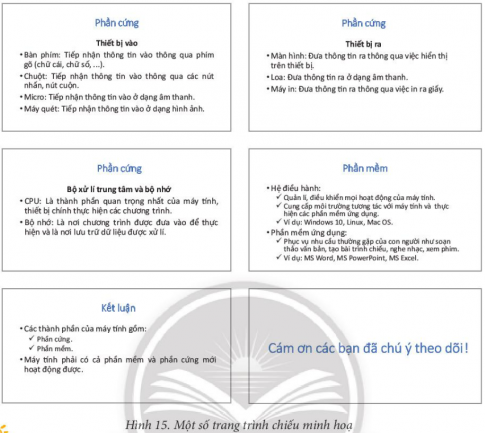 Phần cứng
Thiết bị vào
• Bàn phím: Tiếp nhận thông tin vào thông qua phím
gõ (chữ cái, chữ số, ...).
• Chuột: Tiếp nhận thông tin vào thông qua các nút
nhấn, nút cuộn.
• Micro: Tiếp nhận thông tin vào ở dạng âm thanh.
• Máy quét: Tiếp nhận thông tin vào ở dạng hình ảnh.
Phần cứng
Thiết bị ra
• Màn hình: Đưa thông tin ra thông qua việc hiển thị
trên thiết bị.
• Loa: Đưa thông tin ra ở dạng âm thanh.
• Máy in: Đưa thông tin ra thông qua việc in ra giấy.
Phần cứng
Bộ xử lí trung tâm và bộ nhớ
• CPU: Là thành phần quan trọng nhất của máy tính,
thiết bị chính thực hiện các chương trình.
• Bộ nhớ: Là nơi chương trình được đưa vào để thực
hiện và là nơi lưu trữ dữ liệu được xử lí.
Phần mềm
• Hệ điều hành:
✓ Quản lí, điều khiển mọi hoạt động của máy tính.
✓ Cung cấp môi trường tương tác với máy tính và thực
hiện các phần mềm ứng dụng.
✓ Ví dụ: Windows 10, Linux, Mac OS.
• Phần mềm ứng dụng:
✓ Phục vụ nhu cầu thường gặp của con người như soạn
thảo văn bản, tạo bài trình chiếu, nghe nhạc, xem phim.
✓ Ví dụ: MS Word, MS PowerPoint, MS Excel.
Kết luận
• Các thành phần của máy tính gồm:
✓ Phần cứng.
✓ Phần mềm.
• Máy tính phải có cả phần mềm và phần cứng mới
hoạt động được.
Cám ơn các bạn đã chú ý theo dõi!
Hình 15. Một số trang trình chiếu minh hoạ